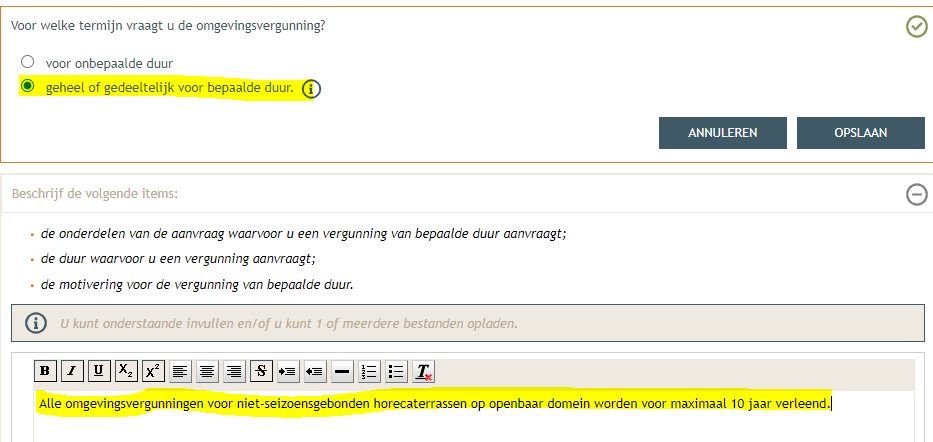 Voor welke termijn vraagt u de omgevingsvergunning?
voor onbepaalde duur
geheel of gedeeltelijk voor bepaalde duur. i
ANNULEREN OPSLAAN
Beschrijf de volgende items:
• de onderdelen van de aanvraag waarvoor u een vergunning van bepaalde duur aanvraagt;
• de duur waarvoor u een vergunning aanvraagt;
• de motivering voor de vergunning van bepaalde duur.
i U kunt onderstaande invullen en/of u kunt 1 of meerdere bestanden opladen.
B I U X₂ X² S T
Alle omgevingsvergunningen voor niet-seizoensgebonden horecaterrassen op openbaar domein worden voor maximaal 10 jaar verleend.